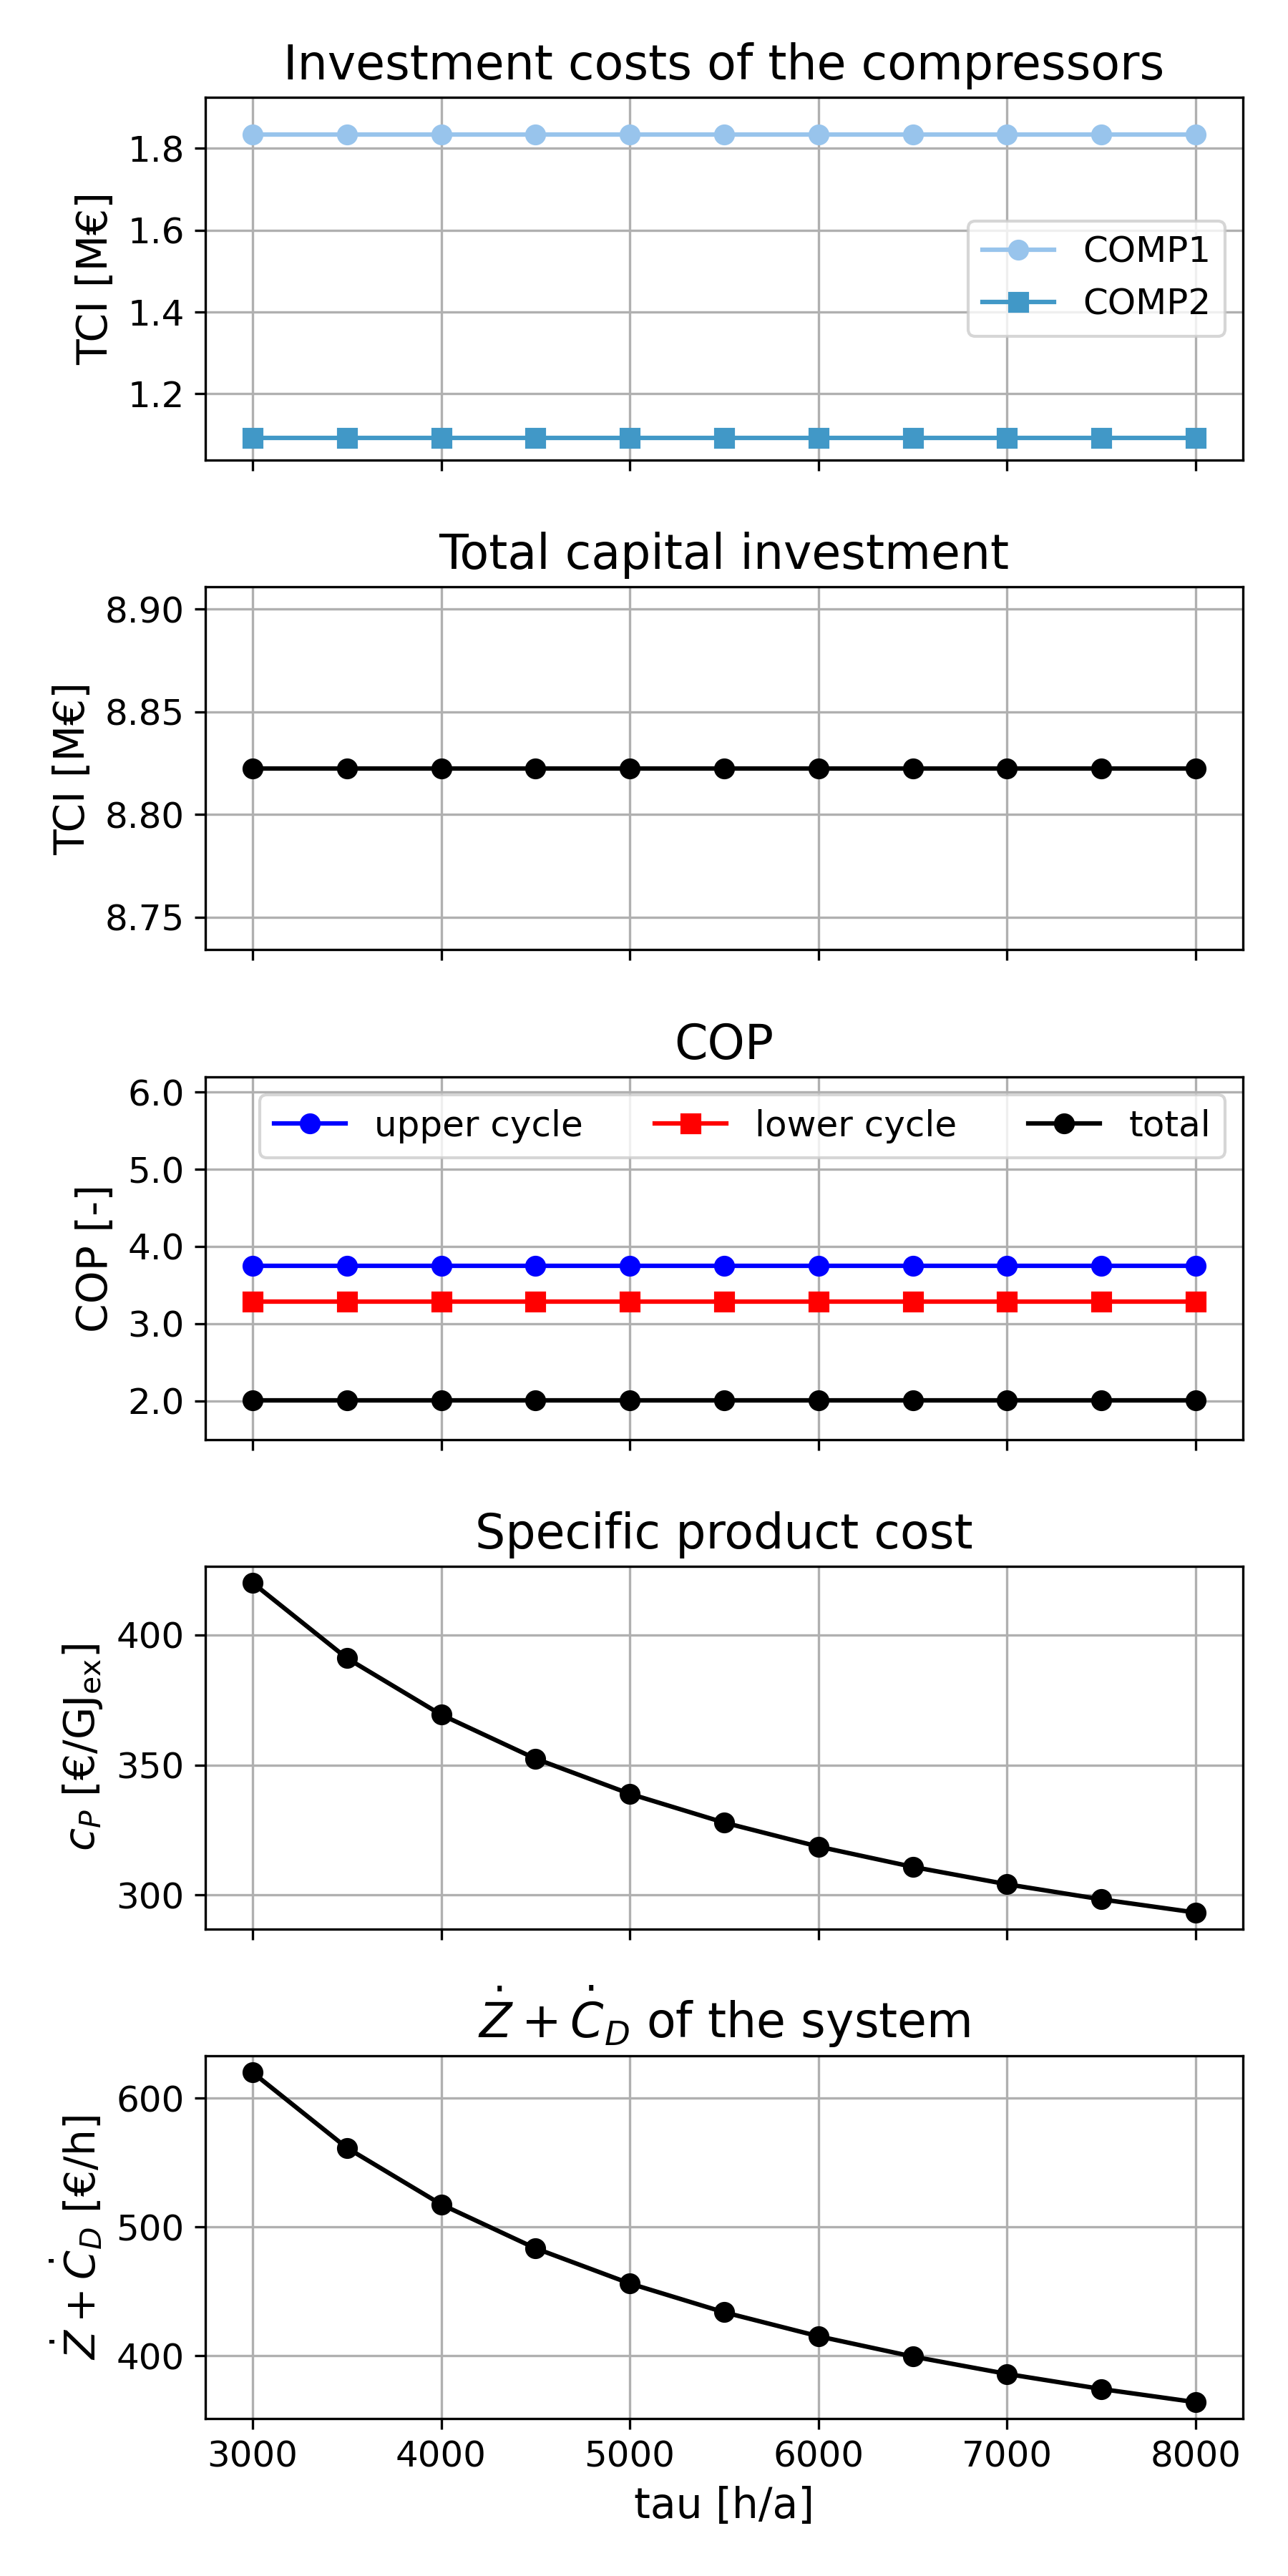 Investment costs of the compressors
TCI [M€]
1.8
1.6
1.4
1.2
COMP1
COMP2
Total capital investment
TCI [M€]
8.90
8.85
8.80
8.75
COP
COP [-]
6.0
5.0
4.0
3.0
2.0
upper cycle lower cycle total
Specific product cost
c_P [€/GJ_ex]
400
350
300
Ż + Ċ_D of the system
Ż + Ċ_D [€/h]
600
500
400
3000 4000 5000 6000 7000 8000
tau [h/a]